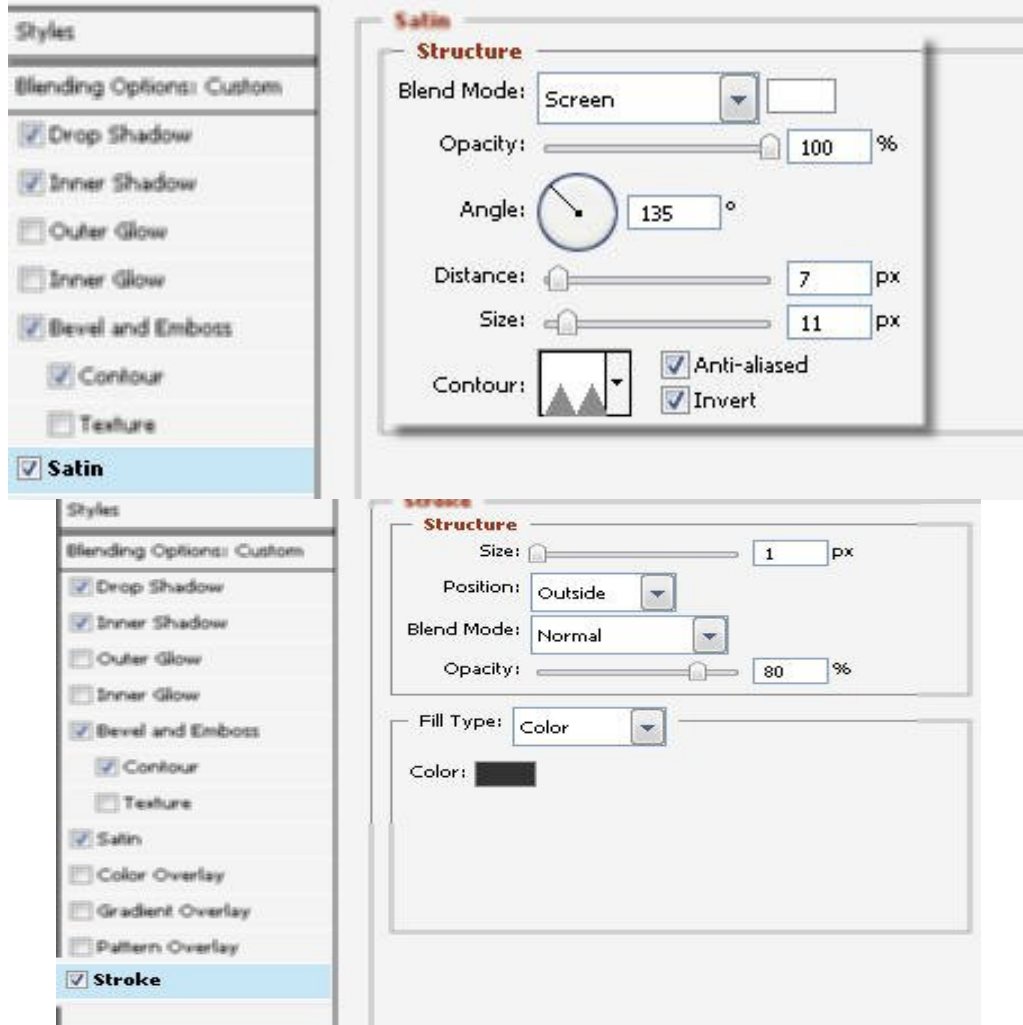 Styles
Blending Options: Custom
Drop Shadow
Inner Shadow
Outer Glow
Inner Glow
Bevel and Emboss
Contour
Texture
Satin
Satin
Structure
Blend Mode: Screen
Opacity: 100 %
Angle: 135 °
Distance: 7 px
Size: 11 px
Contour: Anti-aliased
Invert
Styles
Blending Options: Custom
Drop Shadow
Inner Shadow
Outer Glow
Inner Glow
Bevel and Emboss
Contour
Texture
Satin
Color Overlay
Gradient Overlay
Pattern Overlay
Stroke
Stroke
Structure
Size: 1 px
Position: Outside
Blend Mode: Normal
Opacity: 80 %
Fill Type: Color
Color: